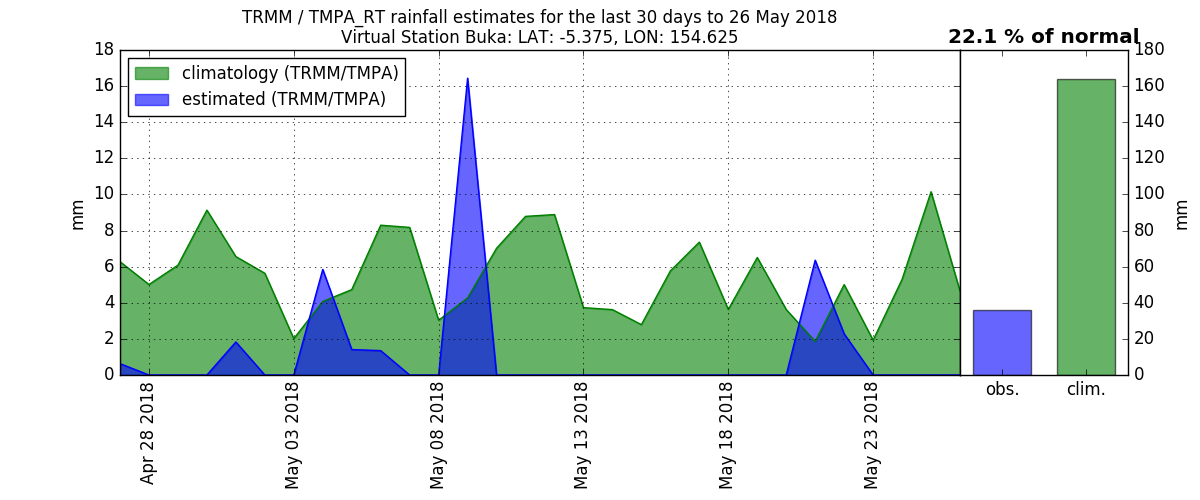 TRMM / TMPA_RT rainfall estimates for the last 30 days to 26 May 2018
Virtual Station Buka: LAT: -5.375, LON: 154.625
22.1 % of normal
climatology (TRMM/TMPA)
estimated (TRMM/TMPA)
mm
18
16
14
12
10
8
6
4
2
0
Apr 28 2018
May 03 2018
May 08 2018
May 13 2018
May 18 2018
May 23 2018
180
160
140
120
100
80
60
40
20
0
mm
obs.
clim.